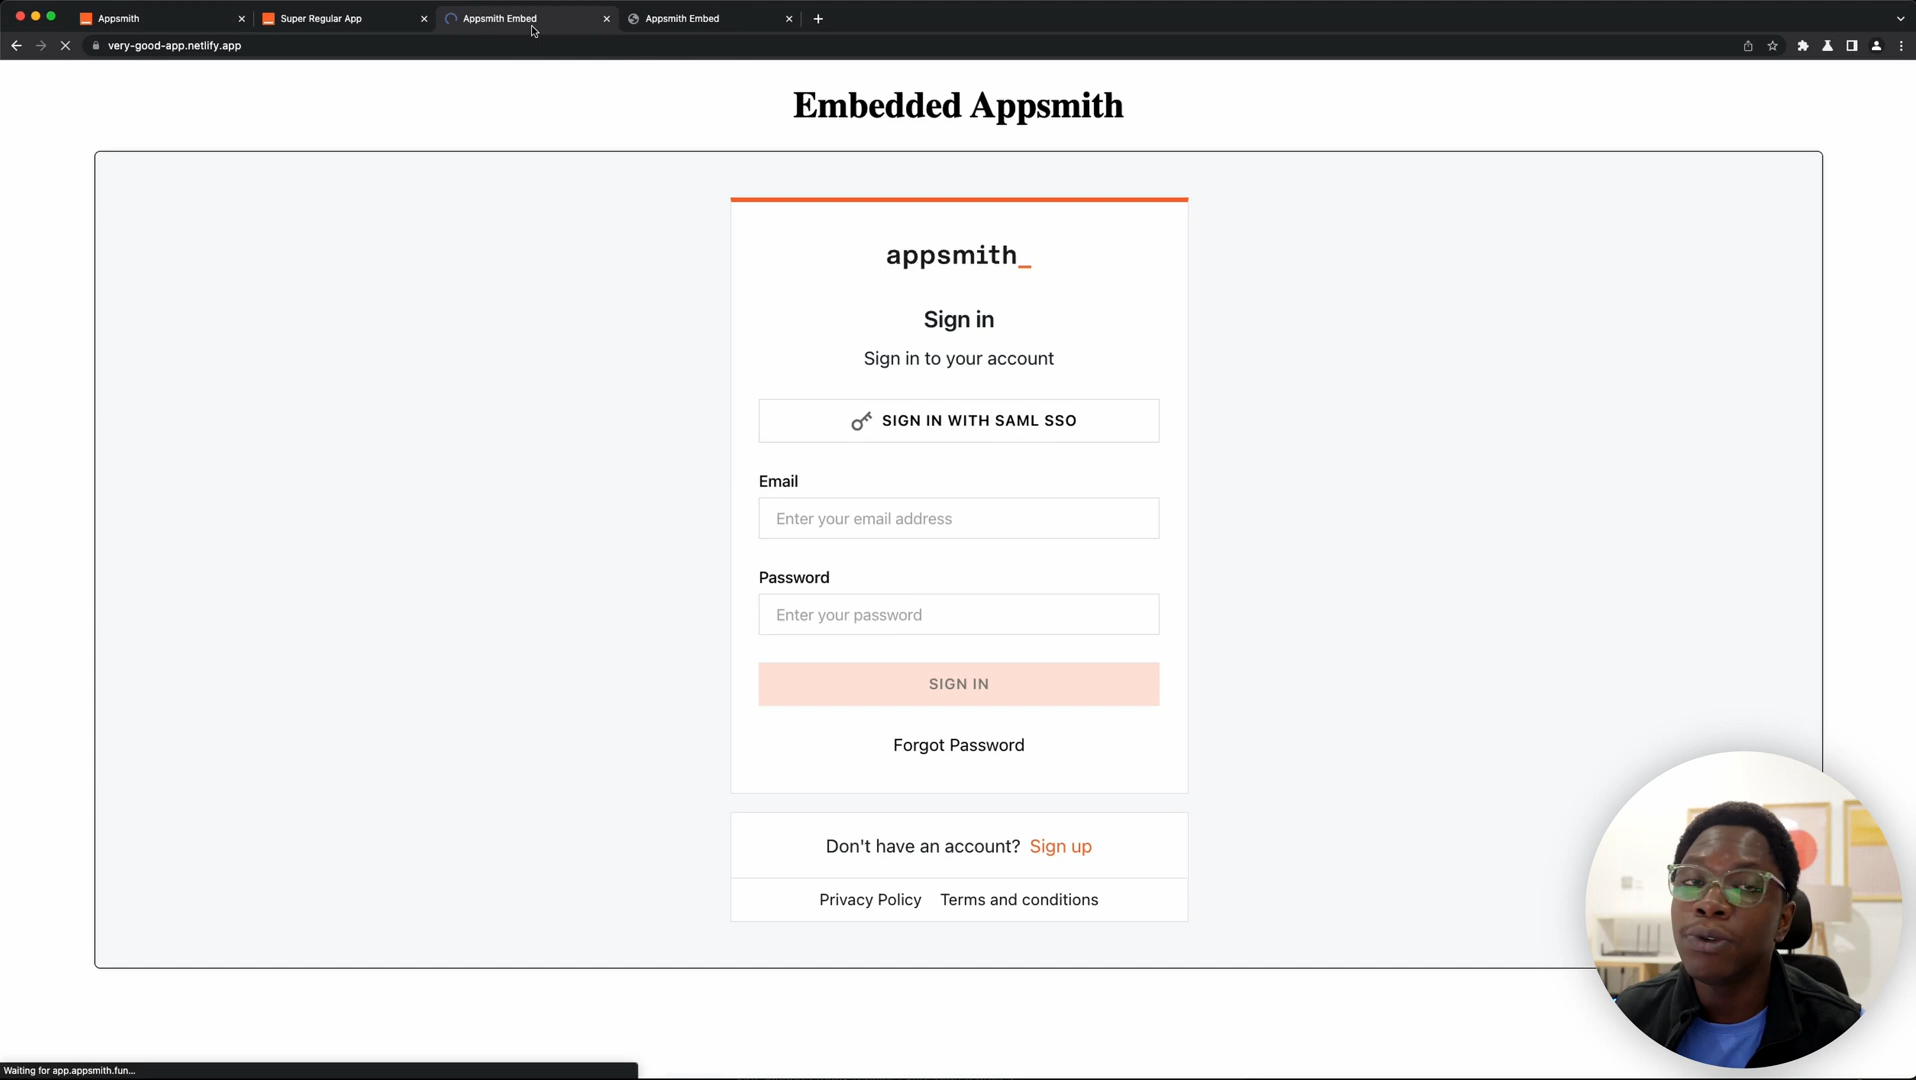 Appsmith
Super Regular App
Appsmith Embed
Appsmith Embed
very-good-app.netlify.app
Embedded Appsmith
appsmith_
Sign in
Sign in to your account
SIGN IN WITH SAML SSO
Email
Enter your email address
Password
Enter your password
SIGN IN
Forgot Password
Don't have an account? Sign up
Privacy Policy Terms and conditions
Waiting for app.appsmith.fun...